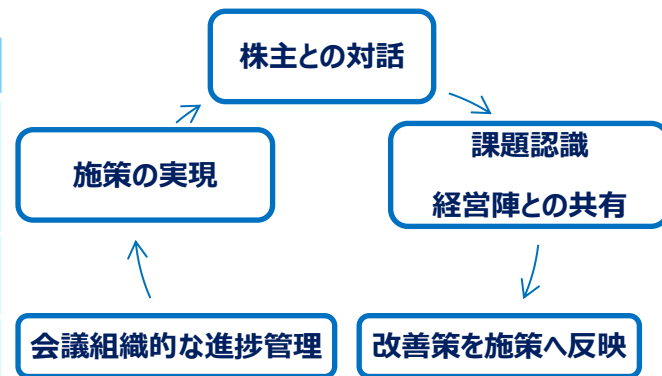 株主との対話
施策の実現
課題認識
経営陣との共有
会議組織的な進捗管理
改善策を施策へ反映